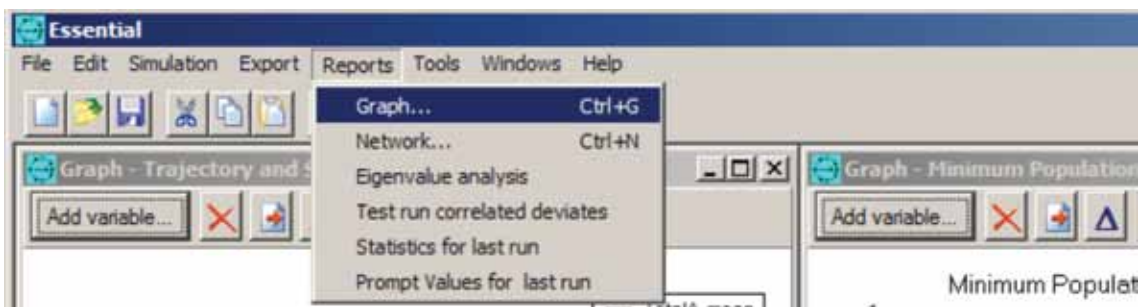 Essential
File Edit Simulation Export Reports Tools Windows Help
Graph... Ctrl+G
Network... Ctrl+N
Eigenvalue analysis
Test run correlated deviates
Statistics for last run
Prompt Values for last run
Graph - Trajectory and
Add variable...
Graph - Minimum Population
Add variable...
Δ
Minimum Populat
mean